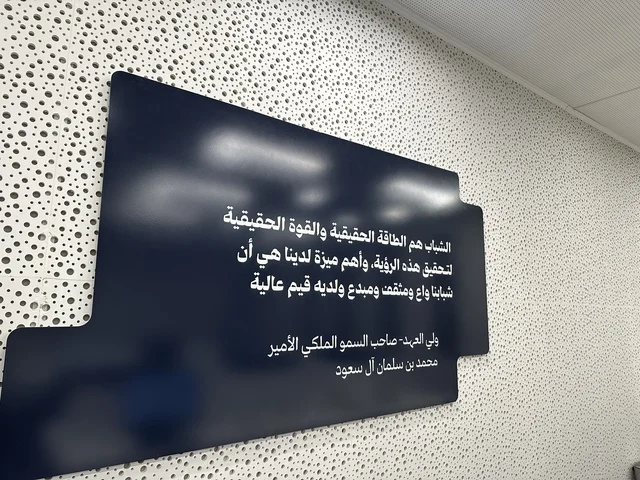 الشباب هم الطاقة الحقيقية والقوة الحقيقية
لتحقيق هذه الرؤية، وأهم ميزة لدينا هي أن
شبابنا واع ومثقف ومبدع ولديه قيم عالية
ولي العهد- صاحب السمو الملكي الأمير
محمد بن سلمان آل سعود